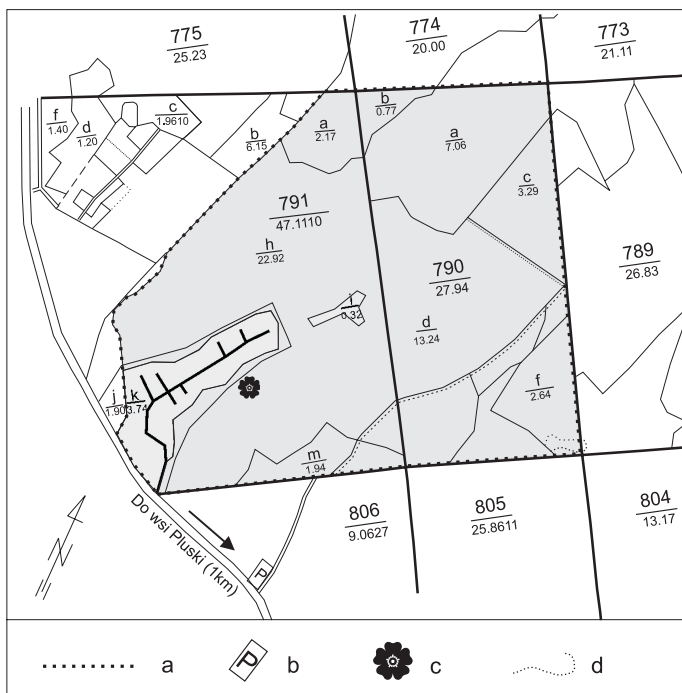 775
25.23
774
20.00
773
21.11
f
1.40
d
1.20
c
1.9610
b
6.15
a
2.17
b
0.77
a
7.06
c
3.29
791
47.1110
h
22.92
790
27.94
789
26.83
i
0.32
d
13.24
j
1.90
k
3.74
f
2.64
m
1.94
Do wsi Pluski (1km)
P
806
9.0627
805
25.8611
804
13.17
N
a
P b
c
d